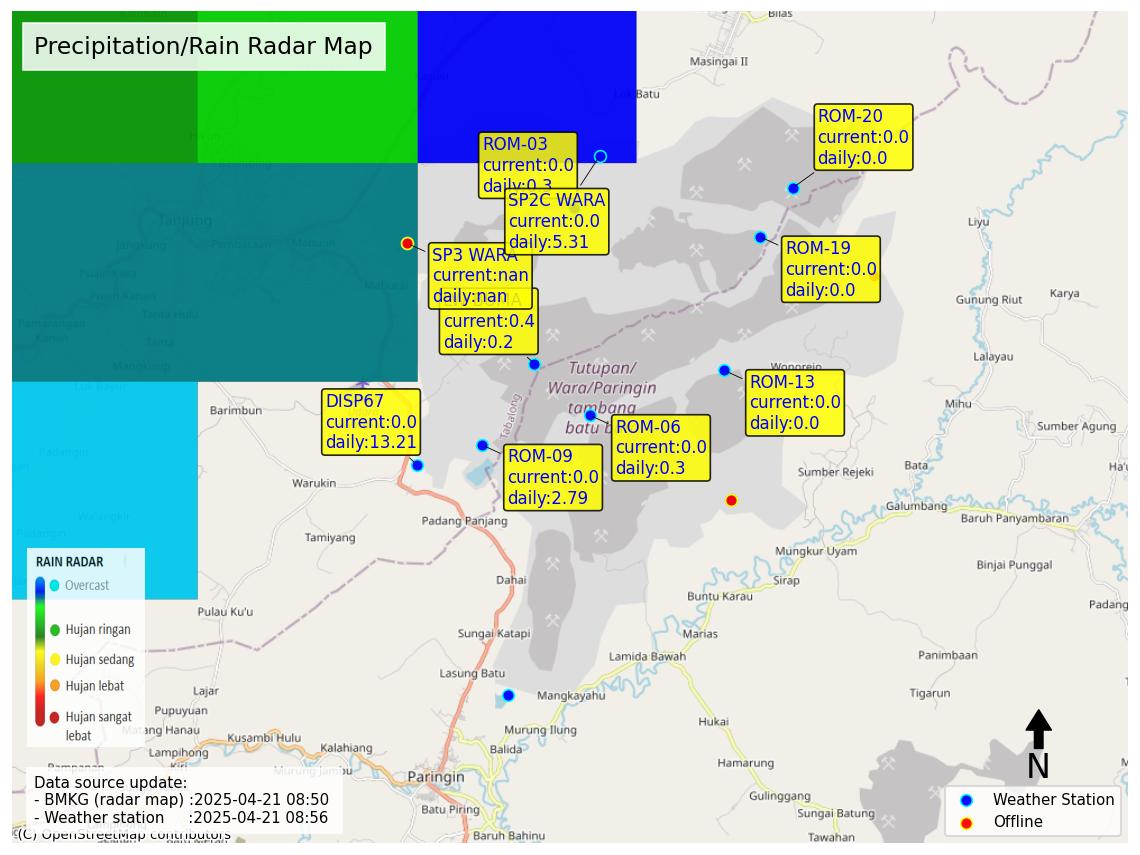 Precipitation/Rain Radar Map
Bilas
Masingai II
Luk Batu
ROM-20
current:0.0
daily:0.0
ROM-03
current:0.0
daily:0.3
SP2C WARA
current:0.0
daily:5.31
Tanjung
Liyu
ROM-19
current:0.0
daily:0.0
SP3 WARA
current:nan
daily:nan
current:0.4
daily:0.2
Mabuun
Karya
Gunung Riut
Lalayau
Tutupan/
Wara/Paringin
tambang
batu b
Wonorejo
ROM-13
current:0.0
daily:0.0
DISP67
current:0.0
daily:13.21
Barimbun
Tabalong
ROM-06
current:0.0
daily:0.3
Mihu
Sumber Agung
ROM-09
current:0.0
daily:2.79
Bata
Sumber Rejeki
Warukin
Galumbang
Baruh Panyambaran
Padang Panjang
Tamiyang
Mungkur Uyam
Binjai Punggal
Dahai
Sirap
Buntu Karau
Padang
Pulau Ku'u
Sungai Katapi
Marias
Lamida Bawah
Panimbaan
Lasung Batu
Mangkayahu
Tigarun
RAIN RADAR
Overcast
Hujan ringan
Hujan sedang
Hujan lebat
Hujan sangat
lebat
Lajar
Pupuyuan
Matang Hanau
Lampihong
Kusambi Hulu
Kalahiang
Murung Jambu
Murung Ilung
Balida
Hukai
Hamarung
Paringin
Batu Piring
Baruh Bahinu
Gulinggang
Sungai Batung
Tawahan
N
Data source update:
- BMKG (radar map) :2025-04-21 08:50
- Weather station :2025-04-21 08:56
(C) OpenStreetMap contributors
Weather Station
Offline